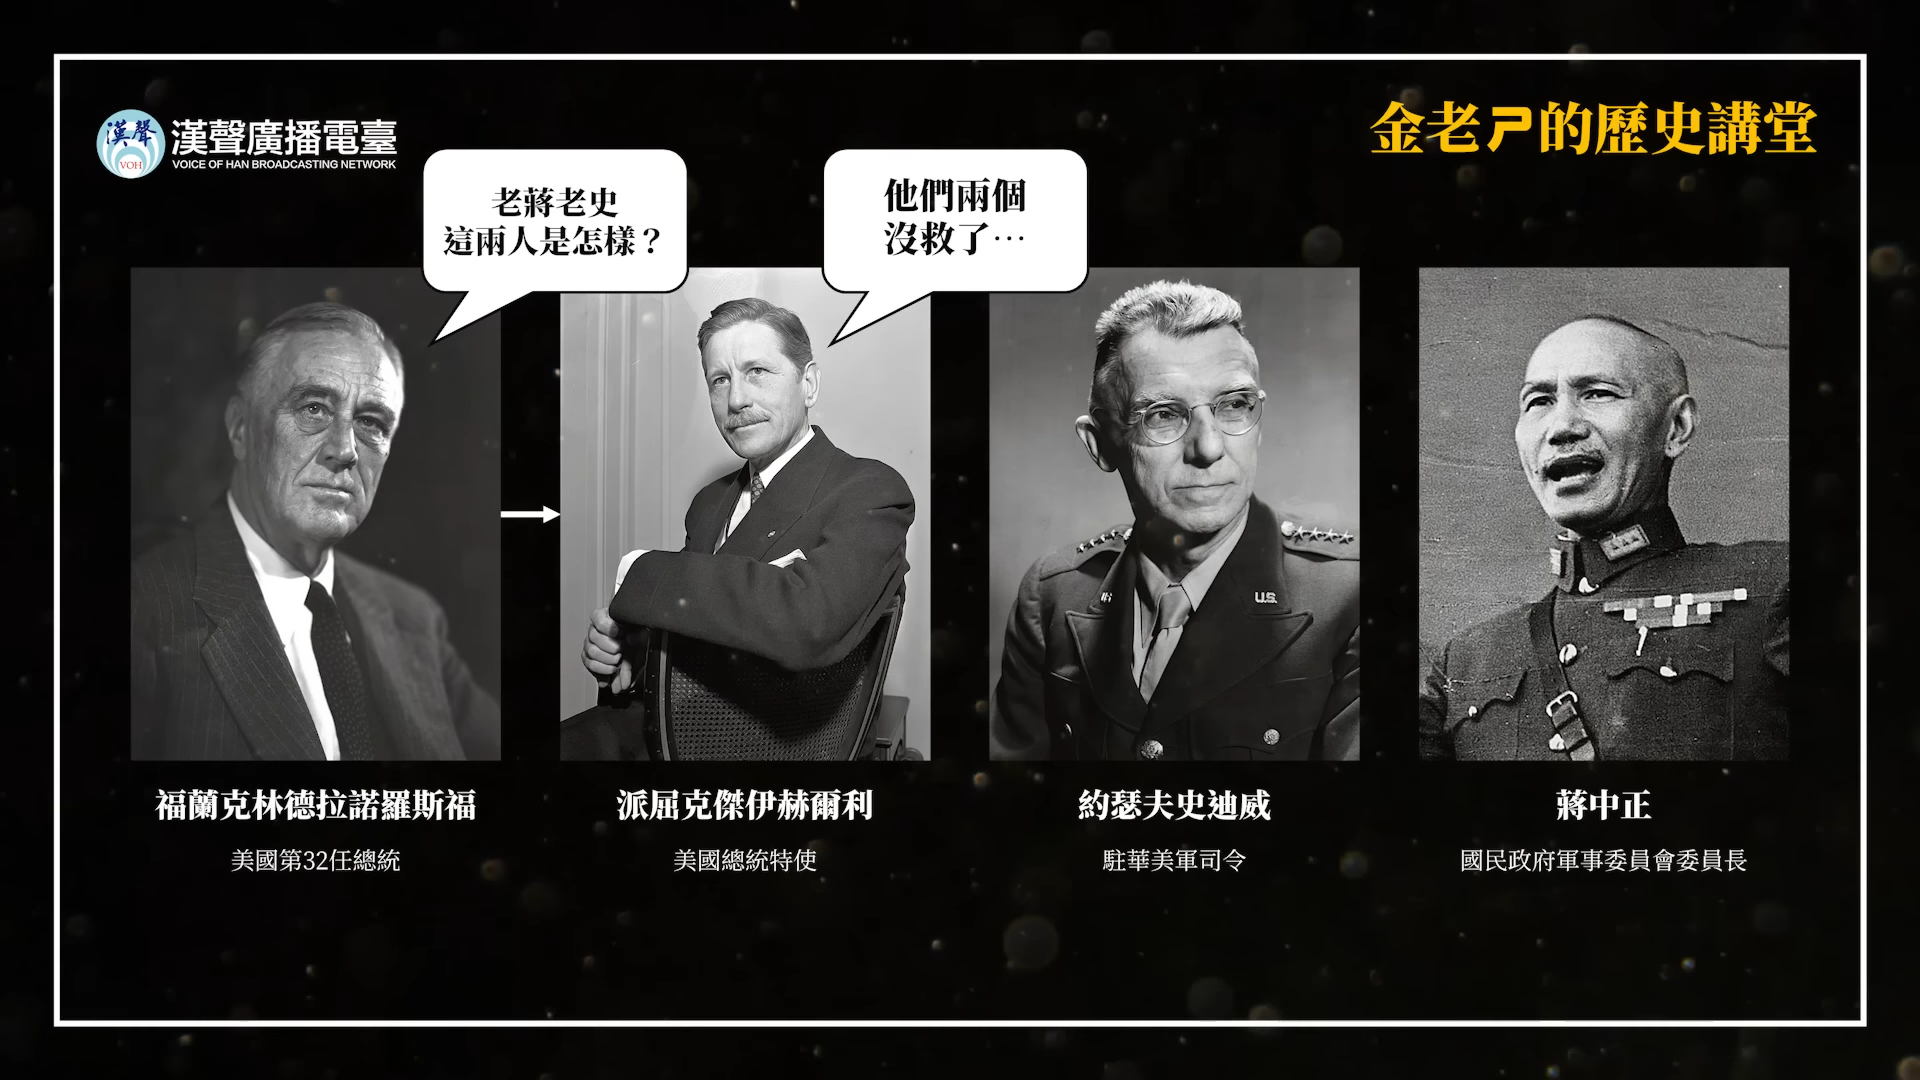 漢聲
VOH
漢聲廣播電臺
VOICE OF HAN BROADCASTING NETWORK
金老ㄕ的歷史講堂
老蔣老史
這兩人是怎樣？
他們兩個
沒救了…
U.S.
福蘭克林德拉諾羅斯福
美國第32任總統
派屈克傑伊赫爾利
美國總統特使
約瑟夫史迪威
駐華美軍司令
蔣中正
國民政府軍事委員會委員長